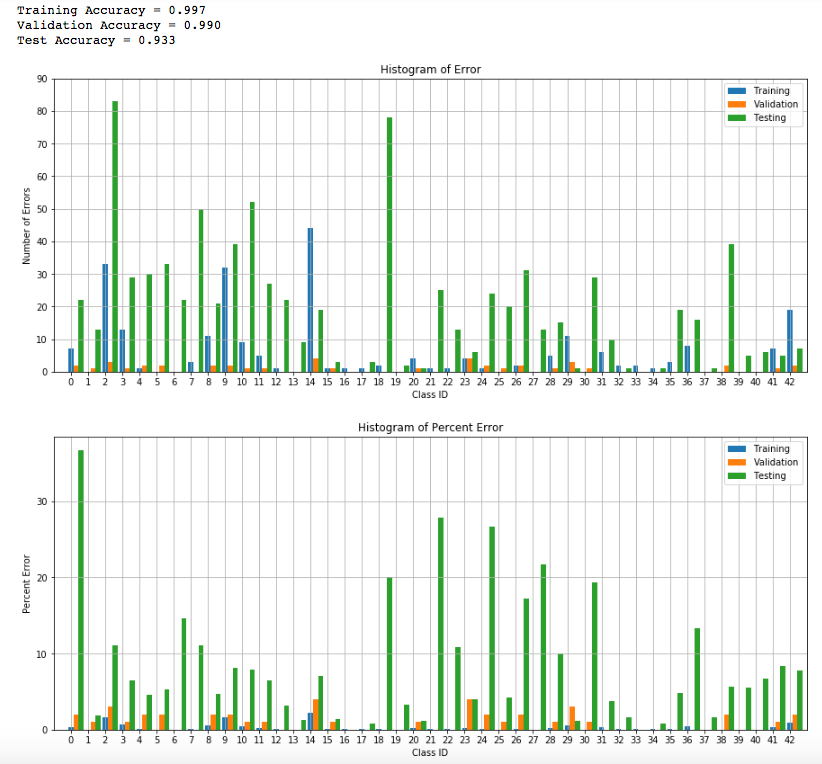 Training Accuracy = 0.997
Validation Accuracy = 0.990
Test Accuracy = 0.933
Histogram of Error
90
80
70
60
50
40
30
20
10
0
Number of Errors
Training
Validation
Testing
0 1 2 3 4 5 6 7 8 9 10 11 12 13 14 15 16 17 18 19 20 21 22 23 24 25 26 27 28 29 30 31 32 33 34 35 36 37 38 39 40 41 42
Class ID
Histogram of Percent Error
30
20
10
0
Percent Error
Training
Validation
Testing
0 1 2 3 4 5 6 7 8 9 10 11 12 13 14 15 16 17 18 19 20 21 22 23 24 25 26 27 28 29 30 31 32 33 34 35 36 37 38 39 40 41 42
Class ID